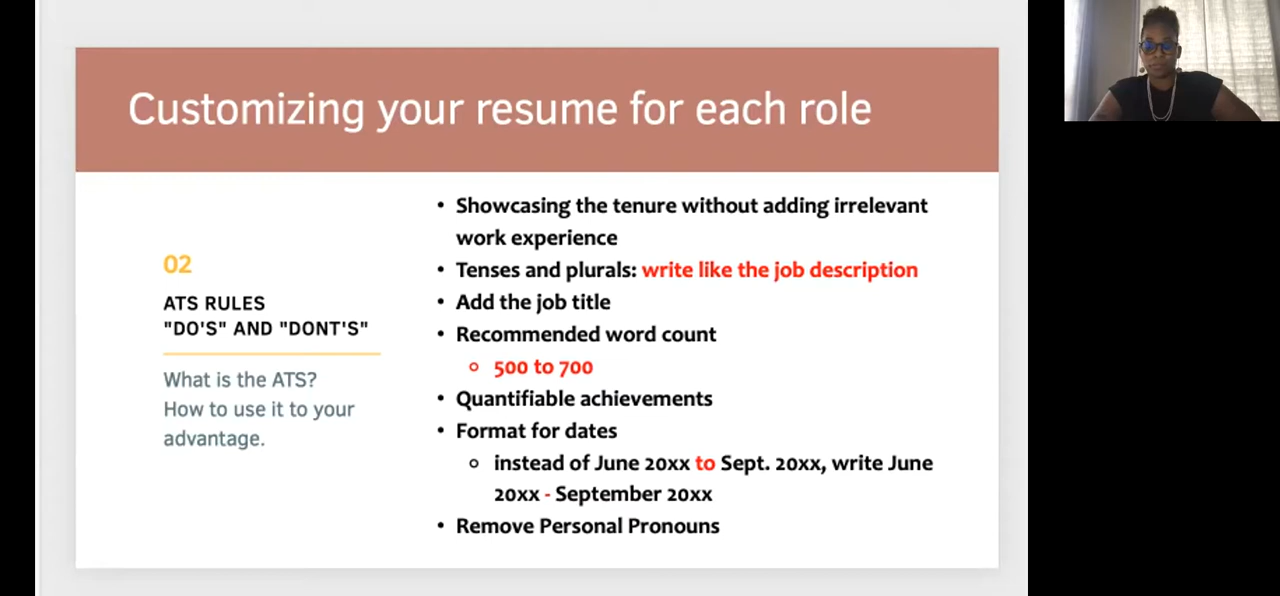 Customizing your resume for each role
02
ATS RULES
"DO'S" AND "DONT'S"
What is the ATS?
How to use it to your
advantage.
• Showcasing the tenure without adding irrelevant
work experience
• Tenses and plurals: write like the job description
• Add the job title
• Recommended word count
○ 500 to 700
• Quantifiable achievements
• Format for dates
○ instead of June 20xx to Sept. 20xx, write June
20xx - September 20xx
• Remove Personal Pronouns